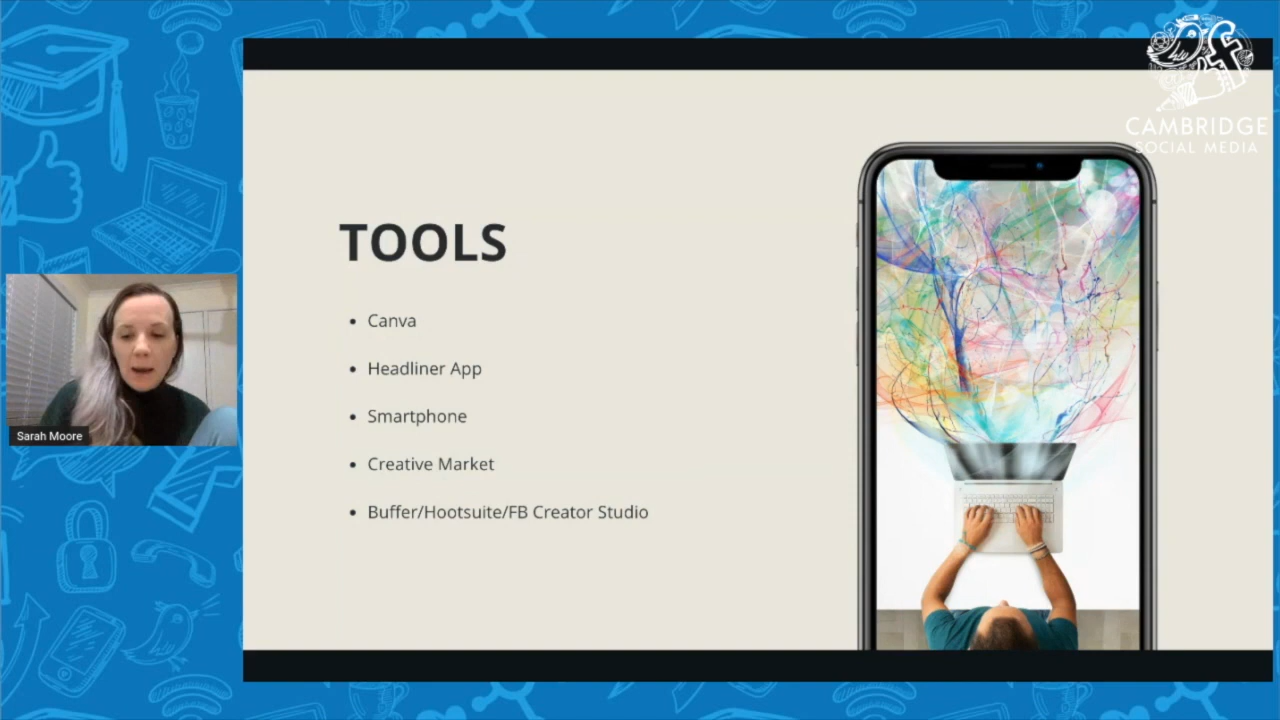 CAMBRIDGE
SOCIAL MEDIA
TOOLS
• Canva
• Headliner App
• Smartphone
• Creative Market
• Buffer/Hootsuite/FB Creator Studio
Sarah Moore